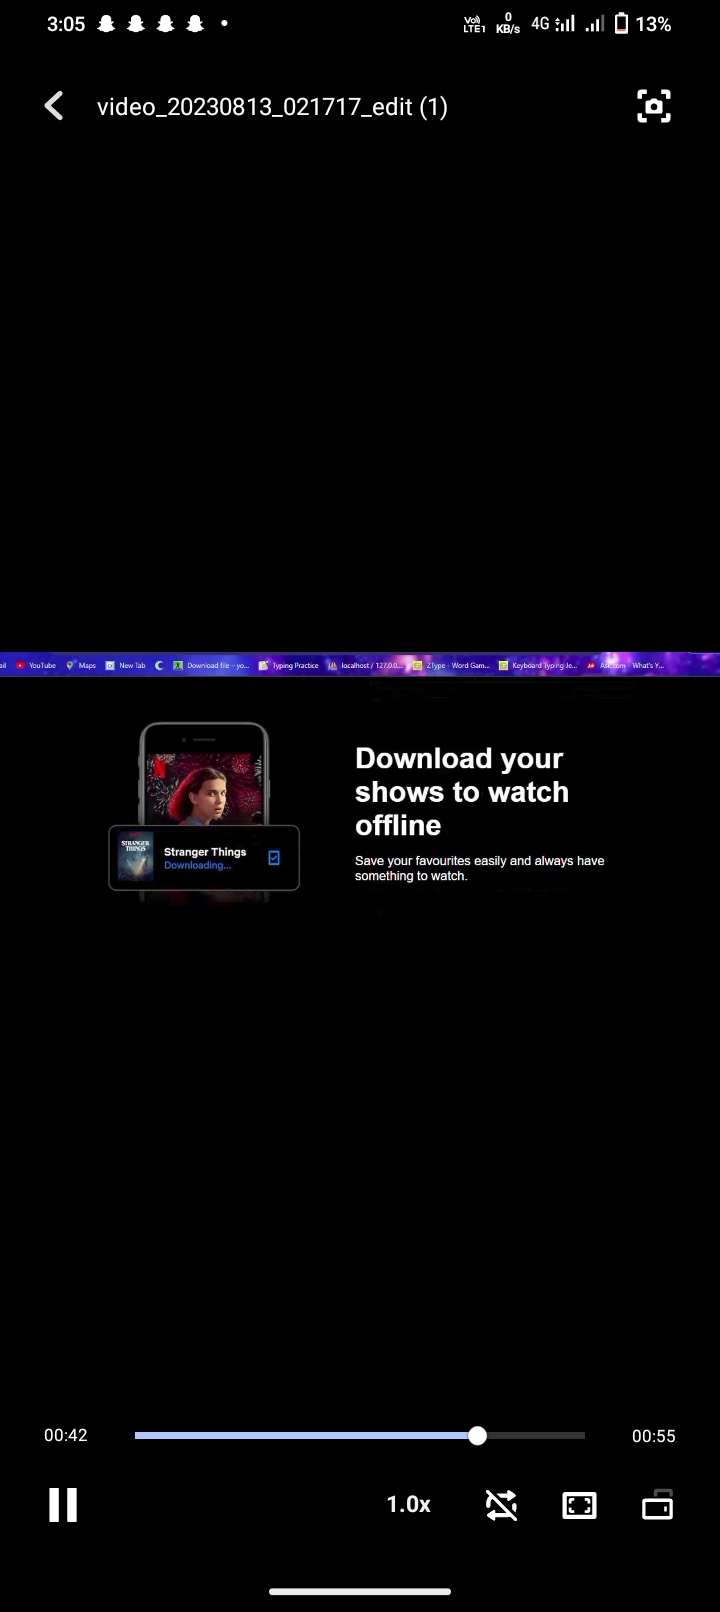 3:05 Vo) LTE1 0 KB/s 4G 13%
video_20230813_021717_edit (1)
ail YouTube Maps New Tab Download file - yo... Typing Practice localhost / 127.0.0... ZType - Word Gam... Keyboard Typing Je... Ask.com - What's Y...
Download your
shows to watch
offline
STRANGER
THINGS
Stranger Things
Downloading...
Save your favourites easily and always have
something to watch.
00:42 00:55
1.0x